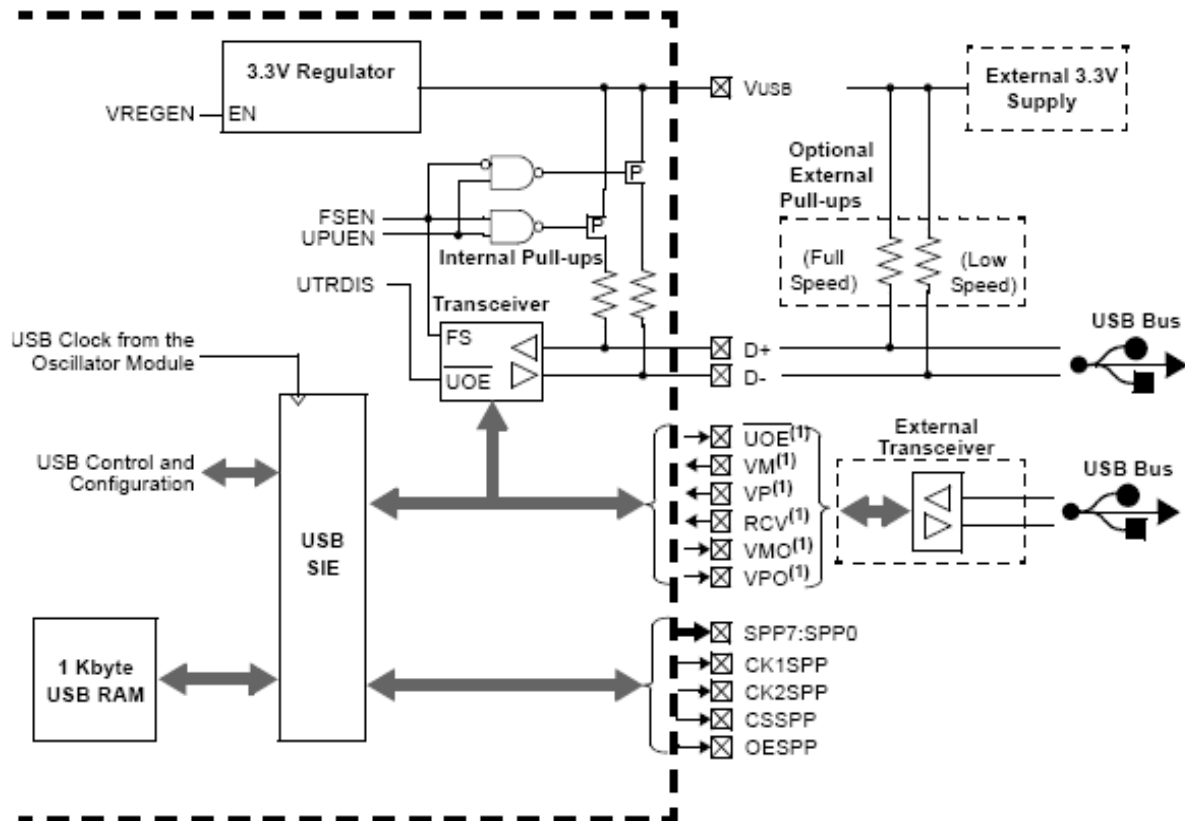 3.3V Regulator
VREGEN
EN
VUSB
External 3.3V
Supply
P
Optional
External
Pull-ups
FSEN
UPUEN
P
Internal Pull-ups
(Full
Speed)
(Low
Speed)
UTRDIS
Transceiver
FS
UOE
USB Clock from the
Oscillator Module
D+
D-
USB Bus
USB Control and
Configuration
USB
SIE
UOE(1)
VM(1)
VP(1)
RCV(1)
VMO(1)
VPO(1)
External
Transceiver
USB Bus
1 Kbyte
USB RAM
SPP7:SPP0
CK1SPP
CK2SPP
CSSPP
OESPP